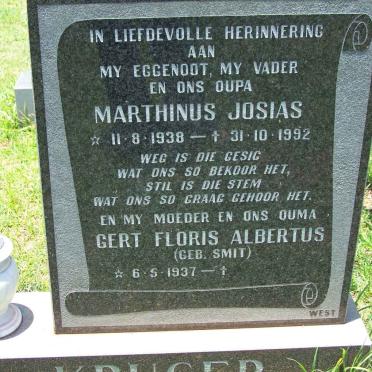 IN LIEFDEVOLLE HERINNERING
AAN
MY EGGENOOT, MY VADER
EN ONS OUPA
MARTHINUS JOSIAS
☆ 11·8·1938 — † 31·10·1992
WEG IS DIE GESIG
WAT ONS SO BEKOOR HET,
STIL IS DIE STEM
WAT ONS SO GRAAG GEHOOR HET.
EN MY MOEDER EN ONS OUMA
GERT FLORIS ALBERTUS
(GEB. SMIT)
☆ 6·5·1937 — †
WEST
KRUGER